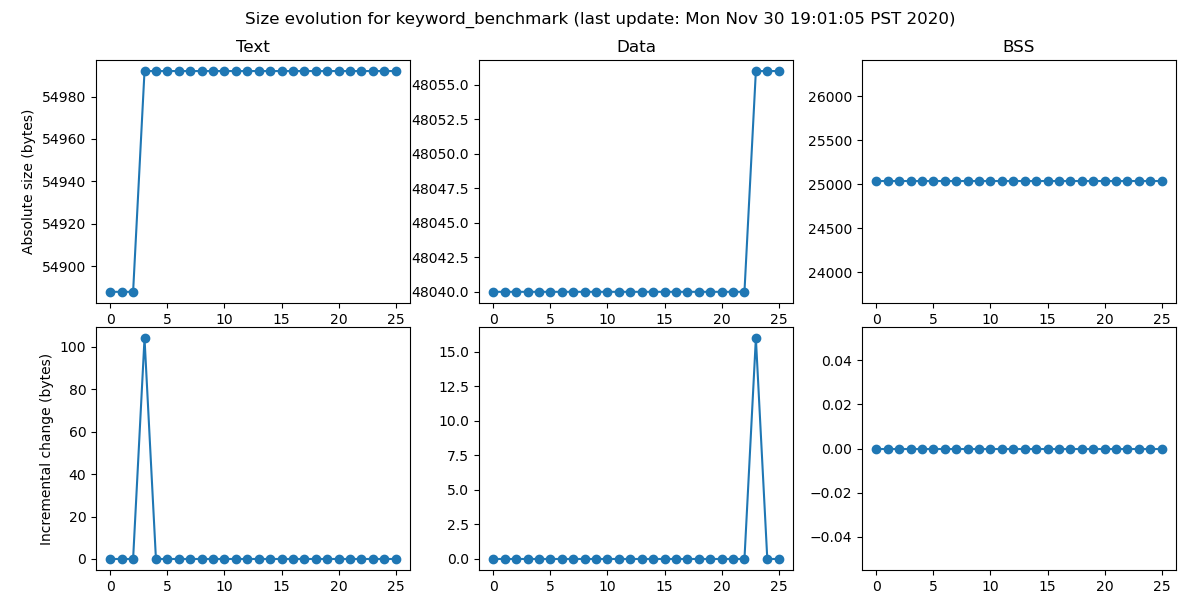 Size evolution for keyword_benchmark (last update: Mon Nov 30 19:01:05 PST 2020)
Text
Data
BSS
Absolute size (bytes)
54980
54960
54940
54920
54900
0 5 10 15 20 25
48055.0
48052.5
48050.0
48047.5
48045.0
48042.5
48040.0
0 5 10 15 20 25
26000
25500
25000
24500
24000
0 5 10 15 20 25
Incremental change (bytes)
100
80
60
40
20
0
0 5 10 15 20 25
15.0
12.5
10.0
7.5
5.0
2.5
0.0
0 5 10 15 20 25
0.04
0.02
0.00
−0.02
−0.04
0 5 10 15 20 25